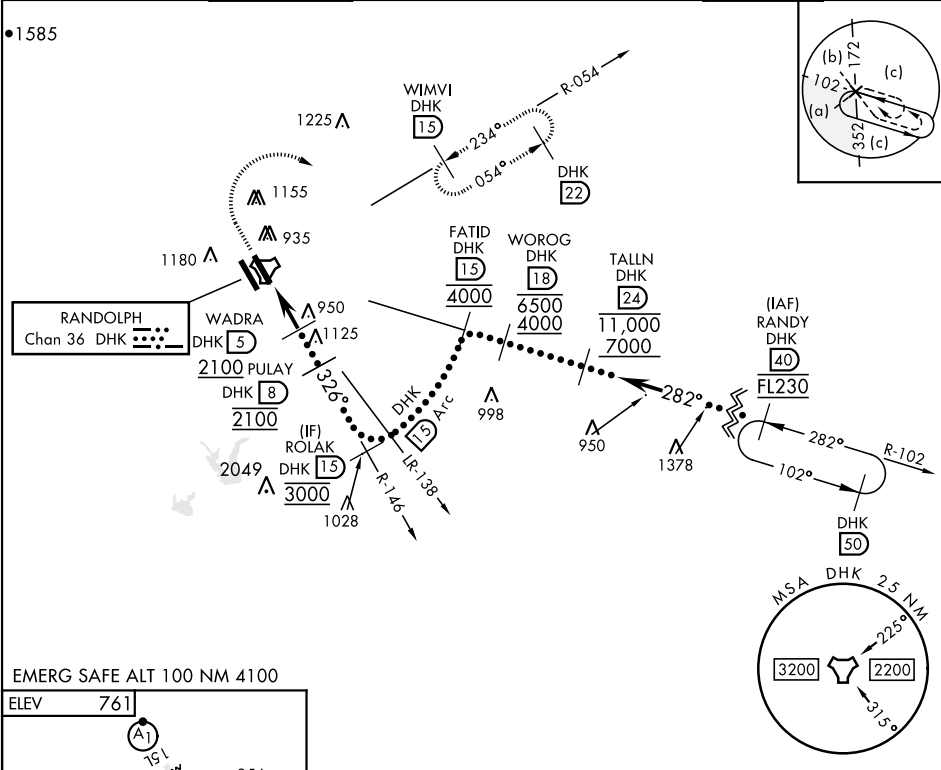 1585
(b)
172
102
(c)
(a)
352
(c)
WIMVI
DHK
15
R-054
234°
054°
DHK
22
1225
1155
935
1180
RANDOLPH
Chan 36 DHK
950
1125
WADRA
DHK 5
2100
PULAY
DHK 8
2100
326°
(IF)
ROLAK
DHK 15
3000
2049
1028
R-146
LR-138
DHK
15 Arc
FATID
DHK
15
4000
WOROG
DHK
18
6500
4000
TALLN
DHK
24
11,000
7000
998
950
282°
1378
(IAF)
RANDY
DHK
40
FL230
282°
102°
R-102
DHK
50
MSA DHK 25 NM
225°
3200
2200
315°
EMERG SAFE ALT 100 NM 4100
ELEV 761
A1
15L